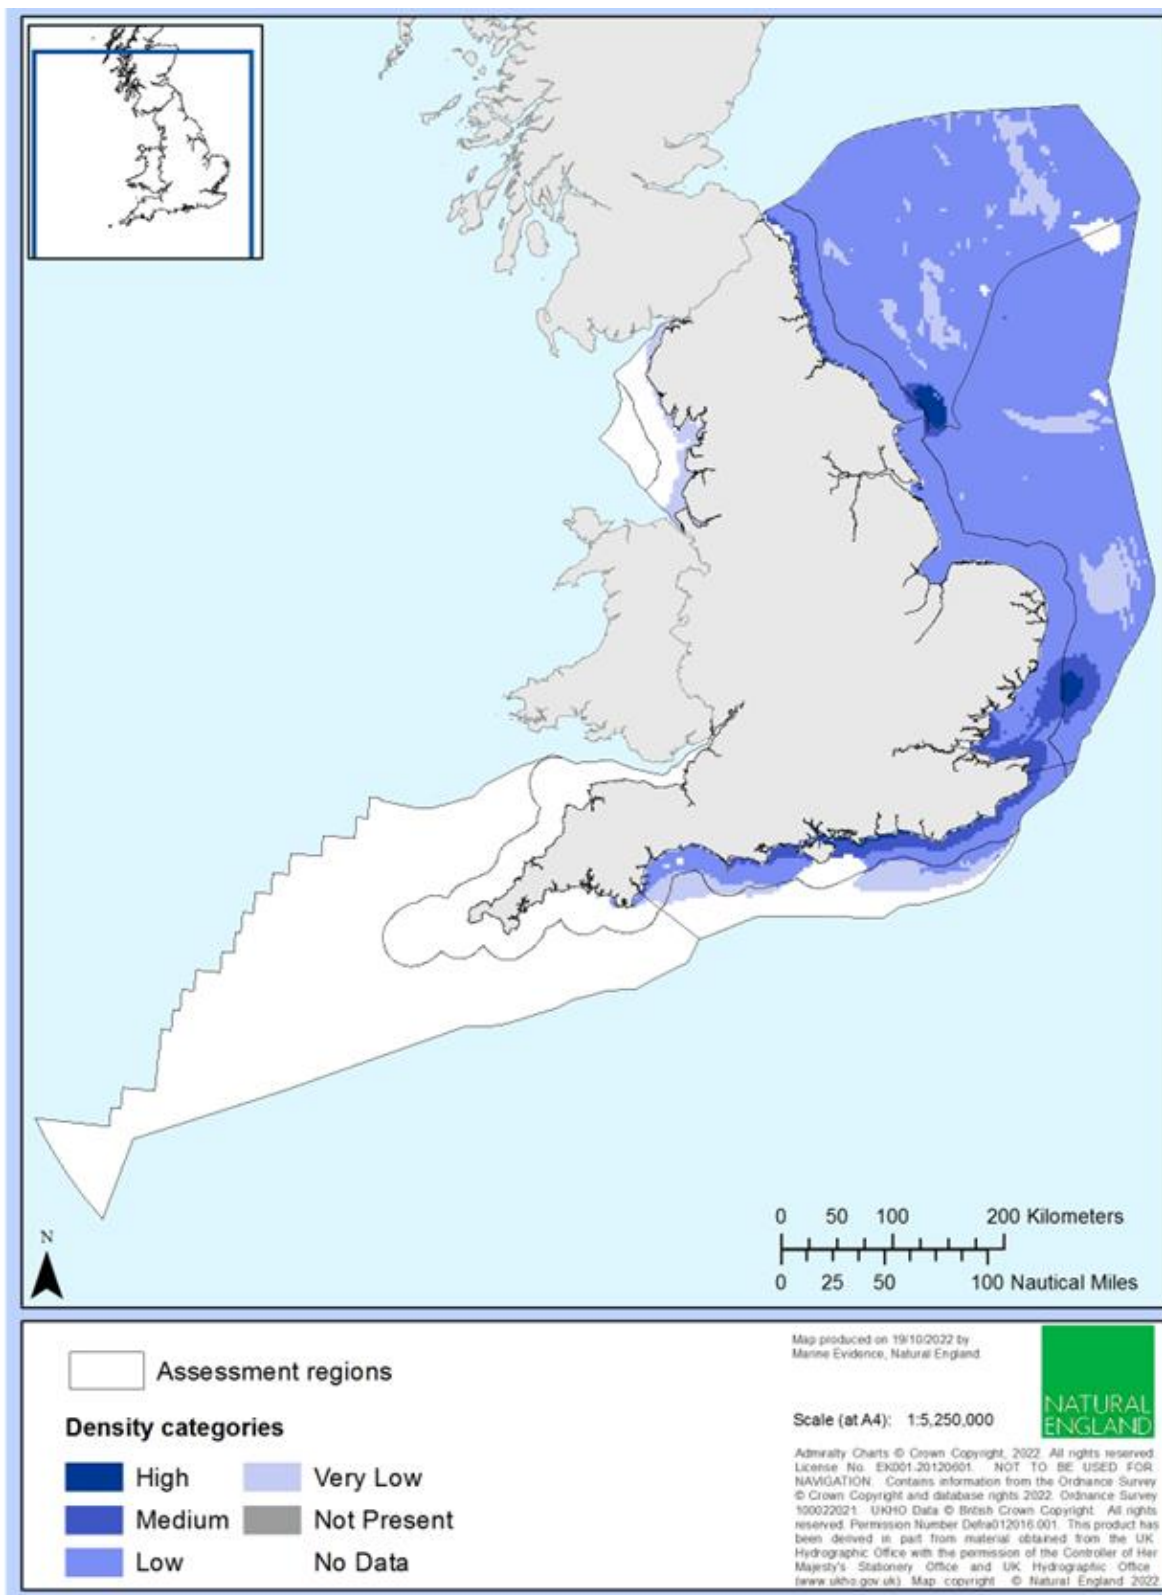 N
0 50 100 200 Kilometers
0 25 50 100 Nautical Miles
Assessment regions
Density categories
High
Medium
Low
Very Low
Not Present
No Data
Map produced on 19/10/2022 by
Marine Evidence, Natural England
Scale (at A4): 1:5,250,000
NATURAL
ENGLAND
Admiralty Charts © Crown Copyright, 2022. All rights reserved.
License No. EK001-20120601. NOT TO BE USED FOR
NAVIGATION. Contains information from the Ordnance Survey
© Crown Copyright and database rights 2022. Ordnance Survey
100022021. UKHO Data © British Crown Copyright. All rights
reserved. Permission Number Defra012016.001. This product has
been derived in part from material obtained from the UK
Hydrographic Office with the permission of the Controller of Her
Majesty's Stationery Office and UK Hydrographic Office
(www.ukho.gov.uk). Map copyright © Natural England 2022